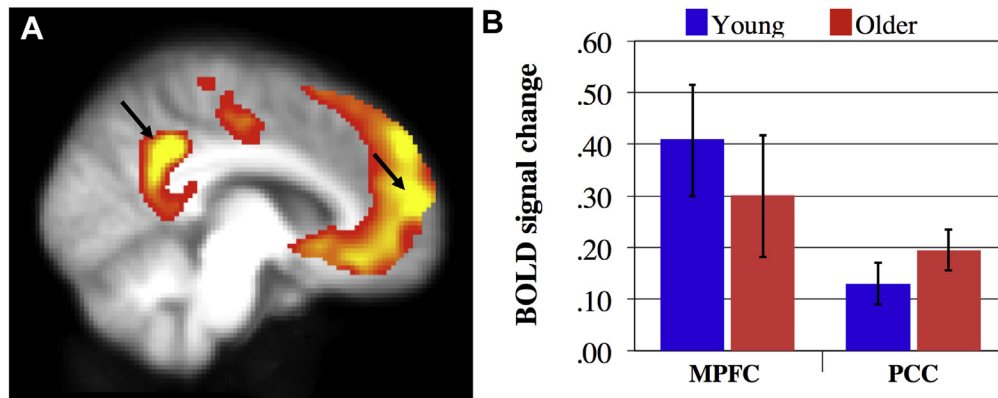 A
B
Young
Older
BOLD signal change
.60
.50
.40
.30
.20
.10
.00
MPFC
PCC